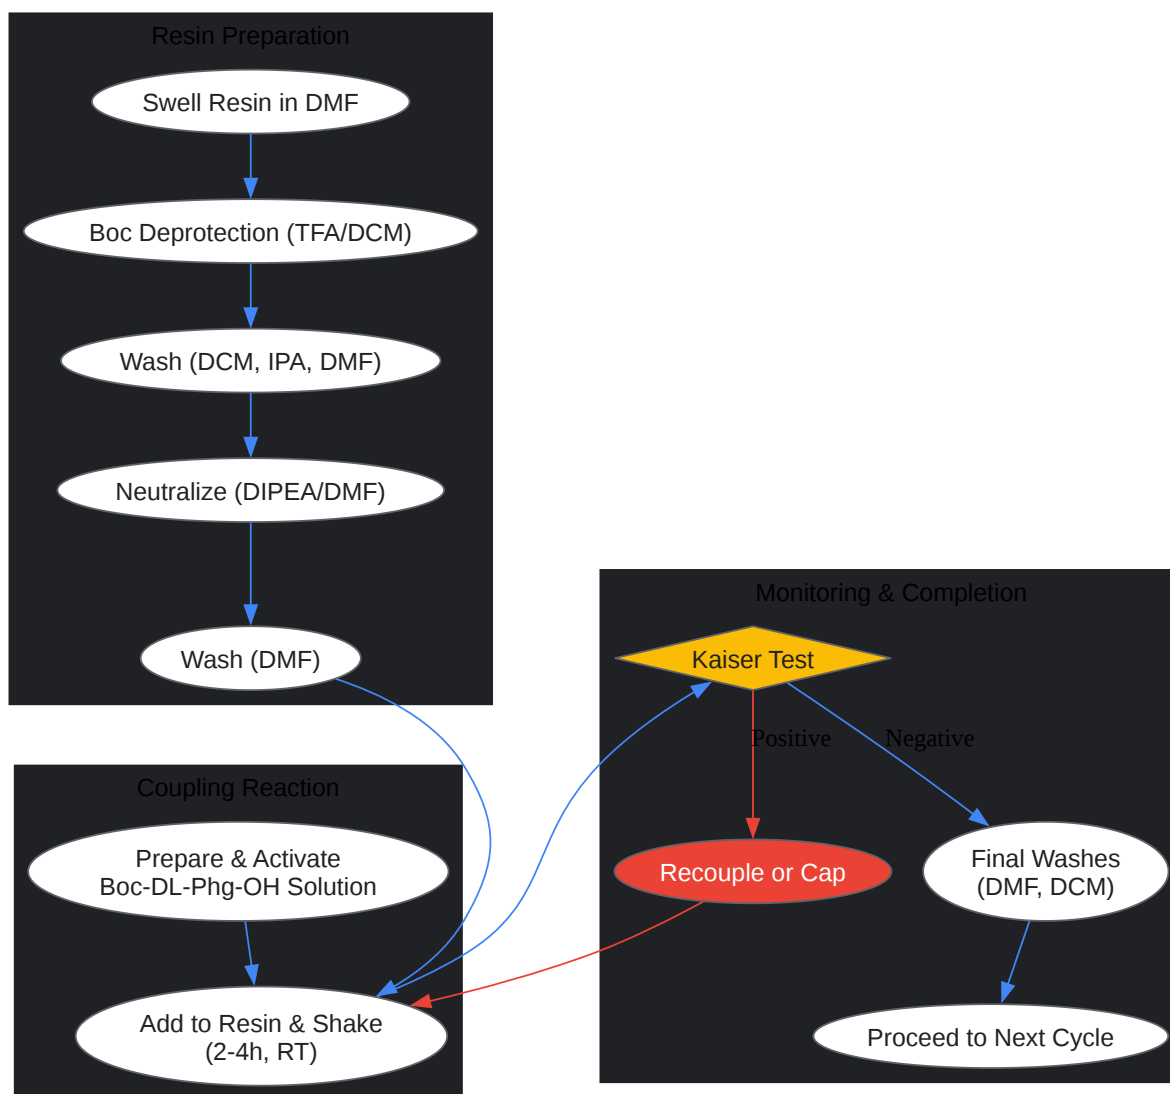 Resin Preparation
Swell Resin in DMF
Boc Deprotection (TFA/DCM)
Wash (DCM, IPA, DMF)
Neutralize (DIPEA/DMF)
Wash (DMF)
Coupling Reaction
Prepare & Activate
Boc-DL-Phg-OH Solution
Add to Resin & Shake
(2-4h, RT)
Monitoring & Completion
Kaiser Test
Positive
Negative
Recouple or Cap
Final Washes
(DMF, DCM)
Proceed to Next Cycle